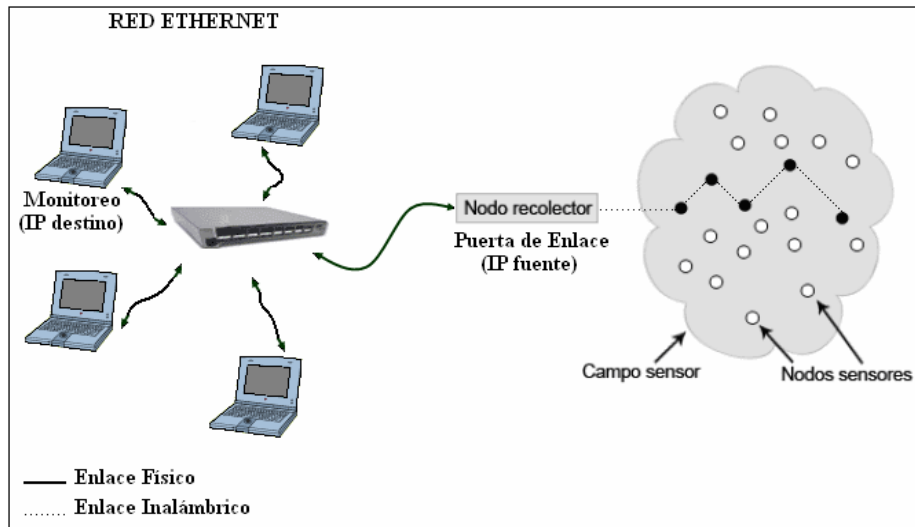 RED ETHERNET
Monitoreo
(IP destino)
Nodo recolector
Puerta de Enlace
(IP fuente)
Campo sensor
Nodos sensores
Enlace Físico
Enlace Inalámbrico